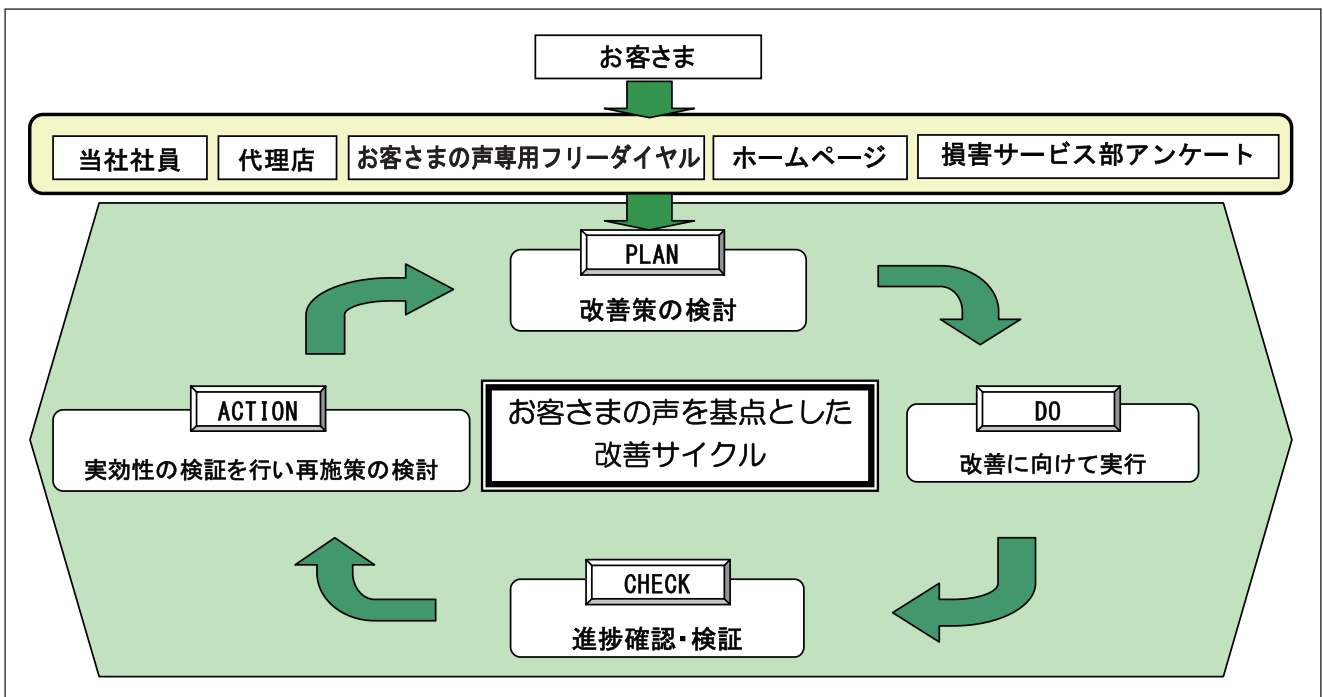 お客さま
当社社員
代理店
お客さまの声専用フリーダイヤル
ホームページ
損害サービス部アンケート
PLAN
改善策の検討
ACTION
実効性の検証を行い再施策の検討
お客さまの声を基点とした
改善サイクル
DO
改善に向けて実行
CHECK
進捗確認・検証